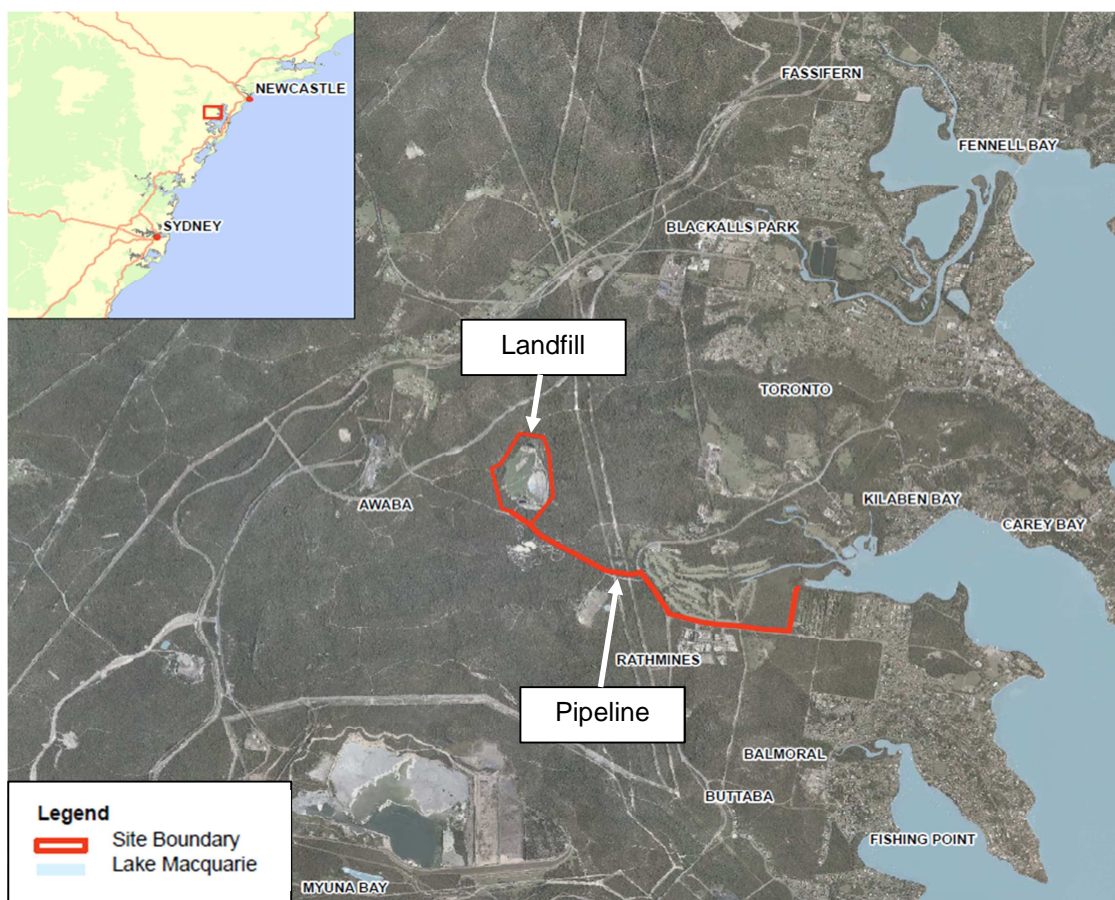 NEWCASTLE
SYDNEY
FASSIFERN
FENNELL BAY
BLACKALLS PARK
Landfill
TORONTO
AWABA
KILABEN BAY
CAREY BAY
RATHMINES
Pipeline
BALMORAL
BUTTABA
FISHING POINT
MYUNA BAY
Legend
Site Boundary
Lake Macquarie